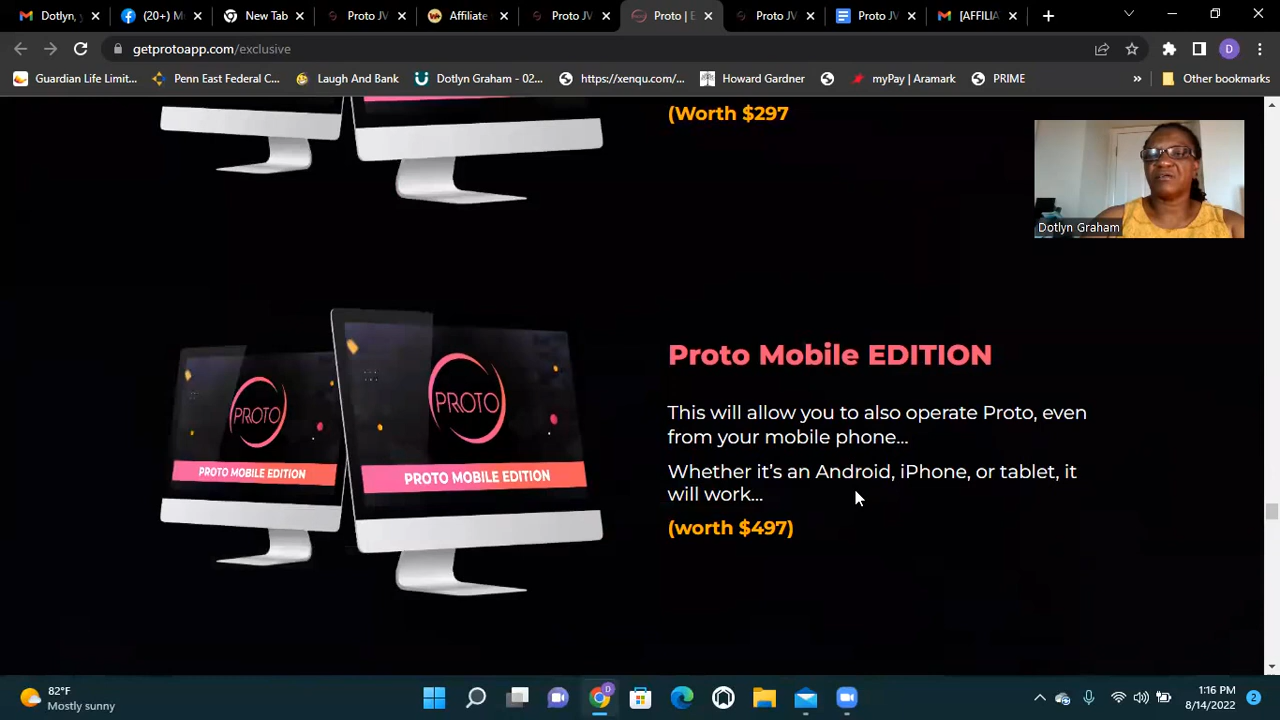 Dotlyn, y
(20+) M
New Tab
Proto JV
Affiliate
Proto JV
Proto | E
Proto JV
Proto JV
[AFFILIA
getprotoapp.com/exclusive
D
Guardian Life Limit...
Penn East Federal C...
Laugh And Bank
Dotlyn Graham - 02...
https://xenqu.com/...
Howard Gardner
myPay | Aramark
PRIME
»
Other bookmarks
(Worth $297
Dotlyn Graham
PROTO
PROTO MOBILE EDITION
PROTO
PROTO MOBILE EDITION
Proto Mobile EDITION
This will allow you to also operate Proto, even
from your mobile phone...
Whether it's an Android, iPhone, or tablet, it
will work...
(worth $497)
82°F
Mostly sunny
D
1:16 PM
8/14/2022
2